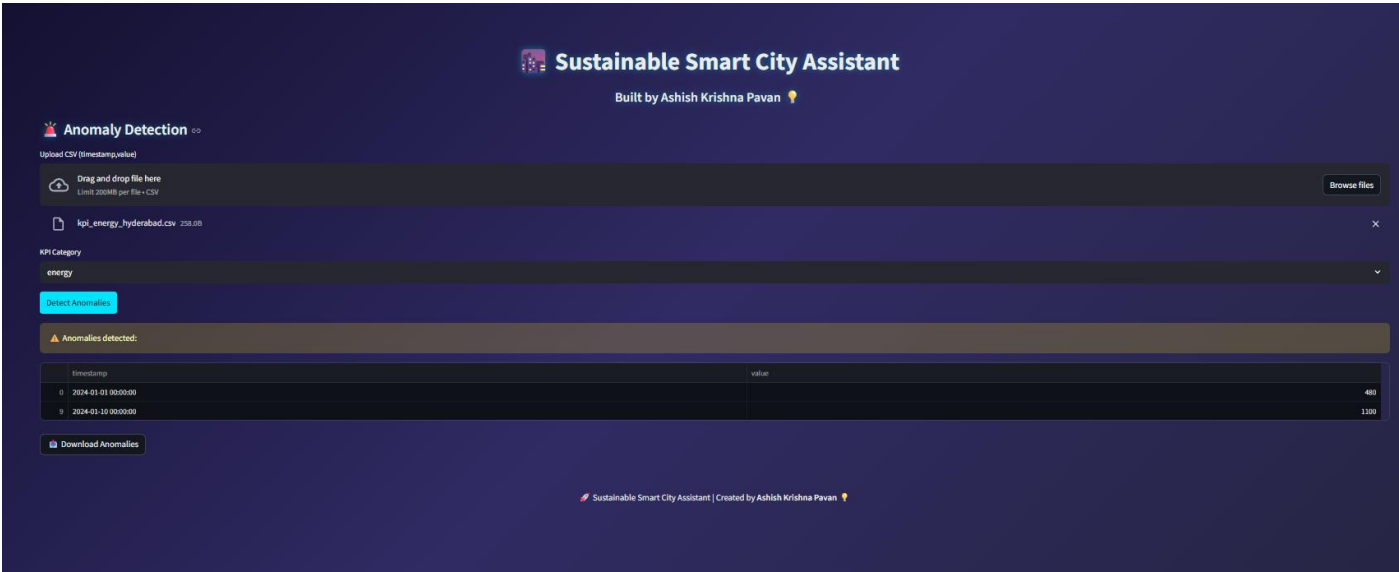 Sustainable Smart City Assistant
Built by Ashish Krishna Pavan
Anomaly Detection
Upload CSV (timestamp,value)
Drag and drop file here
Limit 200MB per file • CSV
Browse files
kpi_energy_hyderabad.csv 258.0B
KPI Category
energy
Detect Anomalies
Anomalies detected:
timestamp value
0 2024-01-01 00:00:00 480
9 2024-01-10 00:00:00 1100
Download Anomalies
Sustainable Smart City Assistant | Created by Ashish Krishna Pavan